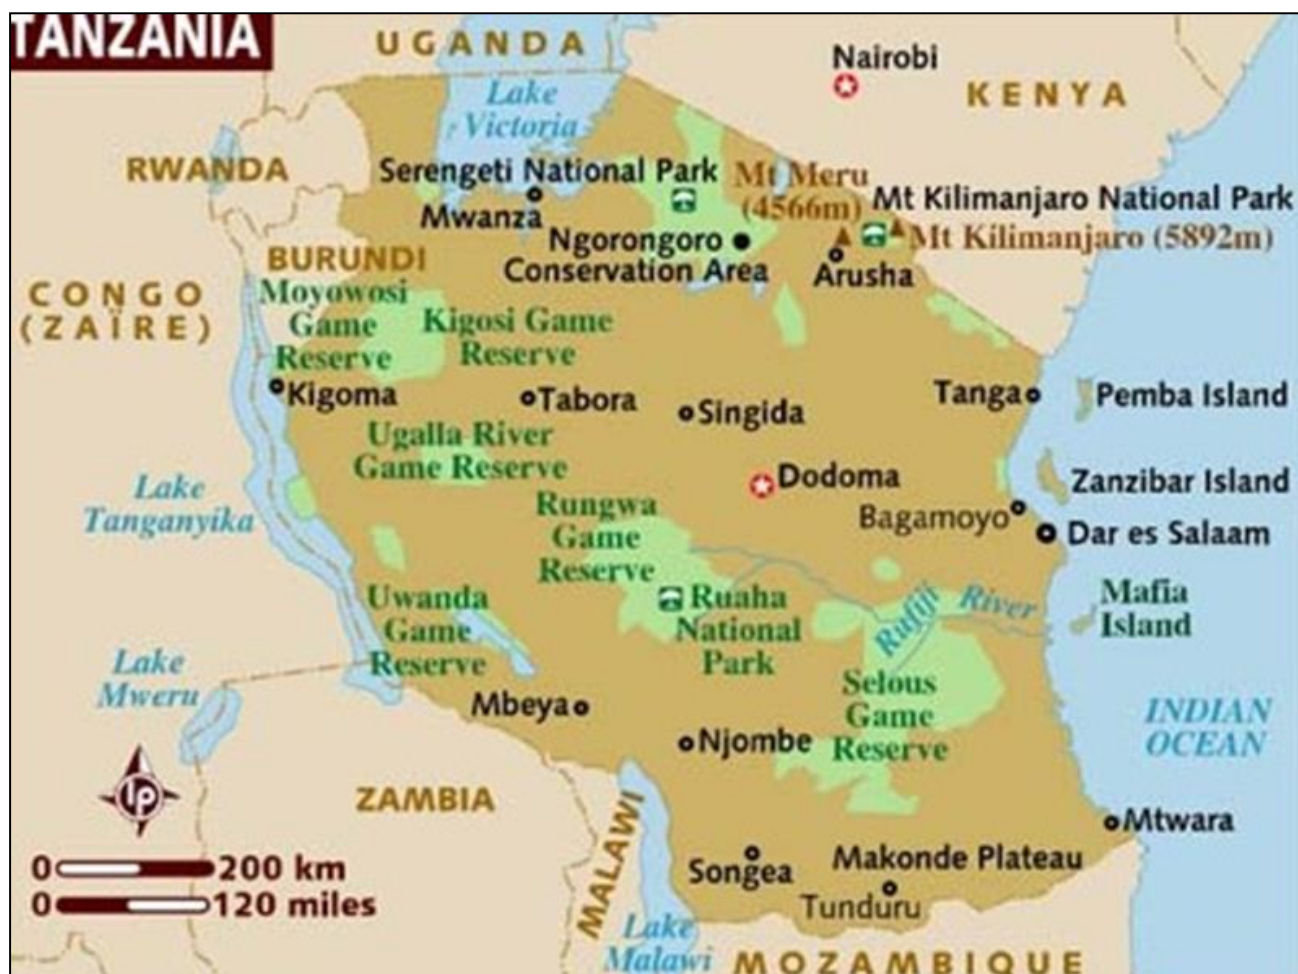 TANZANIA
UGANDA
Nairobi
KENYA
Lake
Victoria
RWANDA
Serengeti National Park
Mt Meru
(4566m)
Mt Kilimanjaro National Park
Mwanza
Ngorongoro
Conservation Area
Mt Kilimanjaro (5892m)
Arusha
BURUNDI
CONGO
(ZAÏRE)
Moyowosi
Game
Reserve
Kigosi Game
Reserve
Kigoma
Tabora
Singida
Tanga
Pemba Island
Ugalla River
Game Reserve
Dodoma
Zanzibar Island
Lake
Tanganyika
Rungwa
Game
Reserve
Bagamoyo
Dar es Salaam
Uwanda
Game
Reserve
Ruaha
National
Park
Rufiji River
Mafia
Island
Lake
Mweru
Selous
Game
Reserve
Mbeya
Njombe
INDIAN
OCEAN
lp
ZAMBIA
MALAWI
Mtwara
0 200 km
0 120 miles
Songea
Makonde Plateau
Tunduru
Lake
Malawi
MOZAMBIQUE